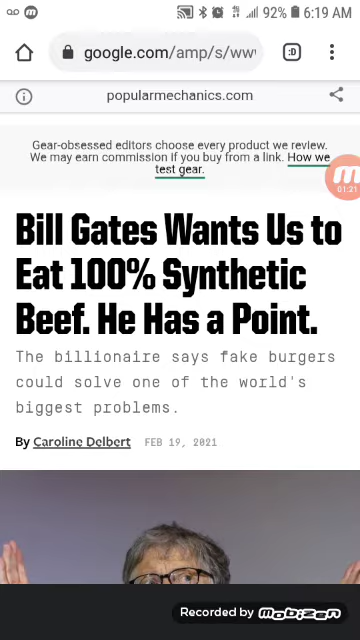 92% 6:19 AM
google.com/amp/s/ww
:D
popularmechanics.com
Gear-obsessed editors choose every product we review.
We may earn commission if you buy from a link. How we
test gear.
01:21
Bill Gates Wants Us to
Eat 100% Synthetic
Beef. He Has a Point.
The billionaire says fake burgers
could solve one of the world's
biggest problems.
By Caroline Delbert FEB 19, 2021
Recorded by mobizen